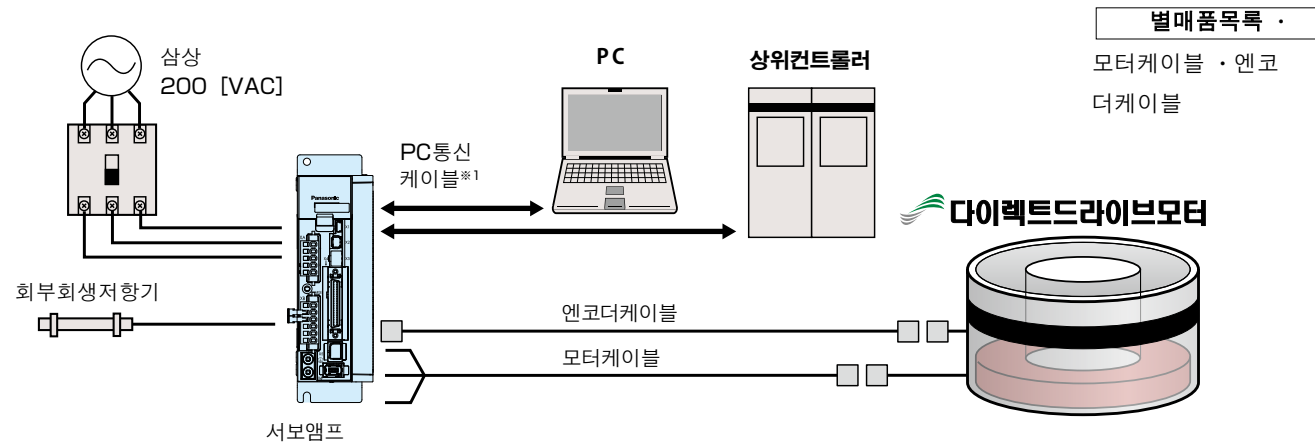 별매품목록 ・
모터케이블 ・엔코
더케이블
삼상
200 [VAC]
PC
상위컨트롤러
PC통신
케이블※1
Panasonic
다이렉트드라이브모터
회부회생저항기
엔코더케이블
모터케이블
서보앰프